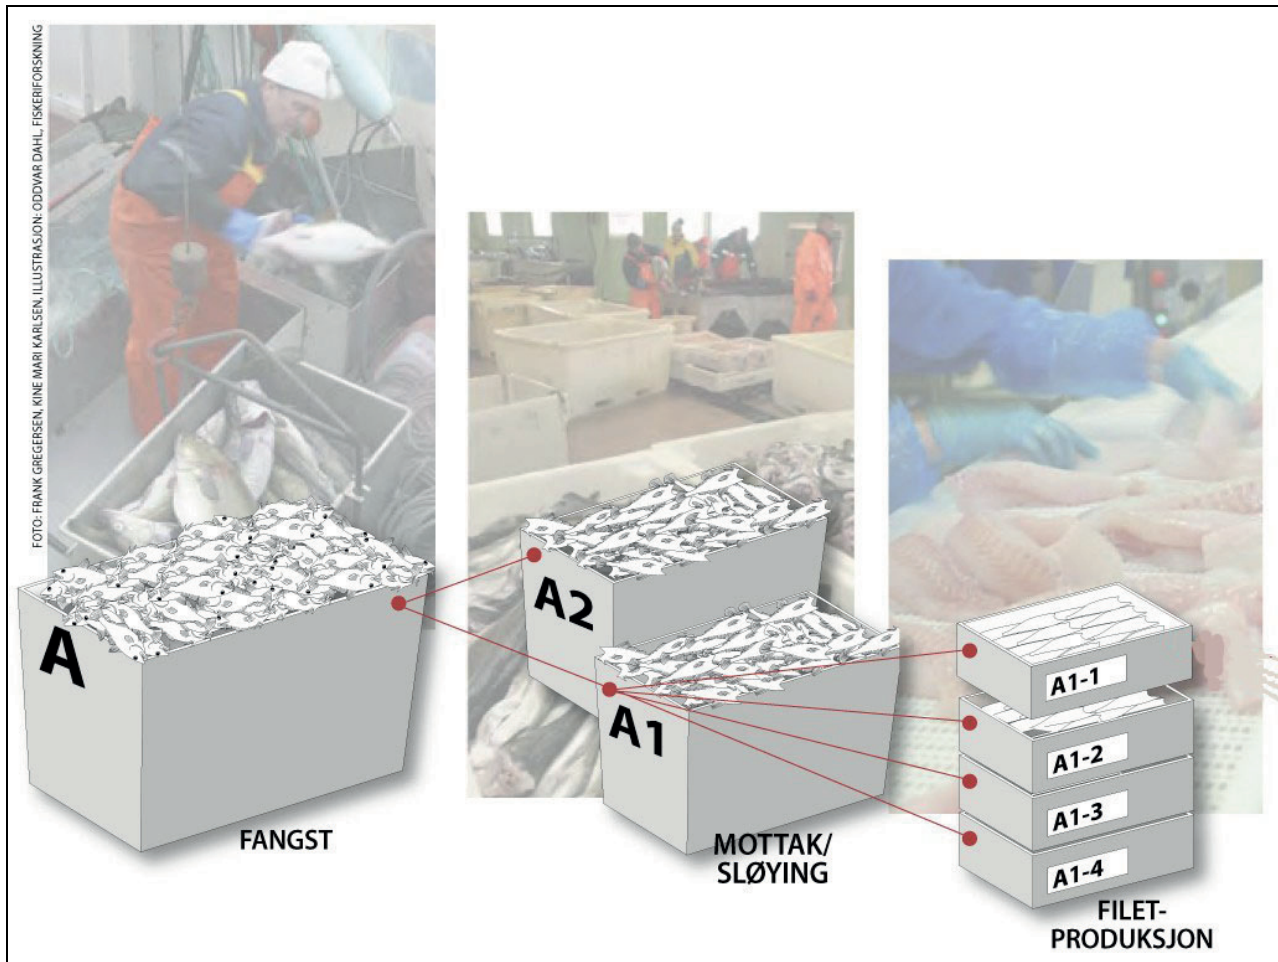 FOTO: FRANK GREGERSEN, KINE MARI KARLSEN, ILLUSTRASJON: ODDVAR DAHL, FISKERIFORSKNING
A
FANGST
A2
A1
MOTTAK/
SLØYING
A1-1
A1-2
A1-3
A1-4
FILET-
PRODUKSJON